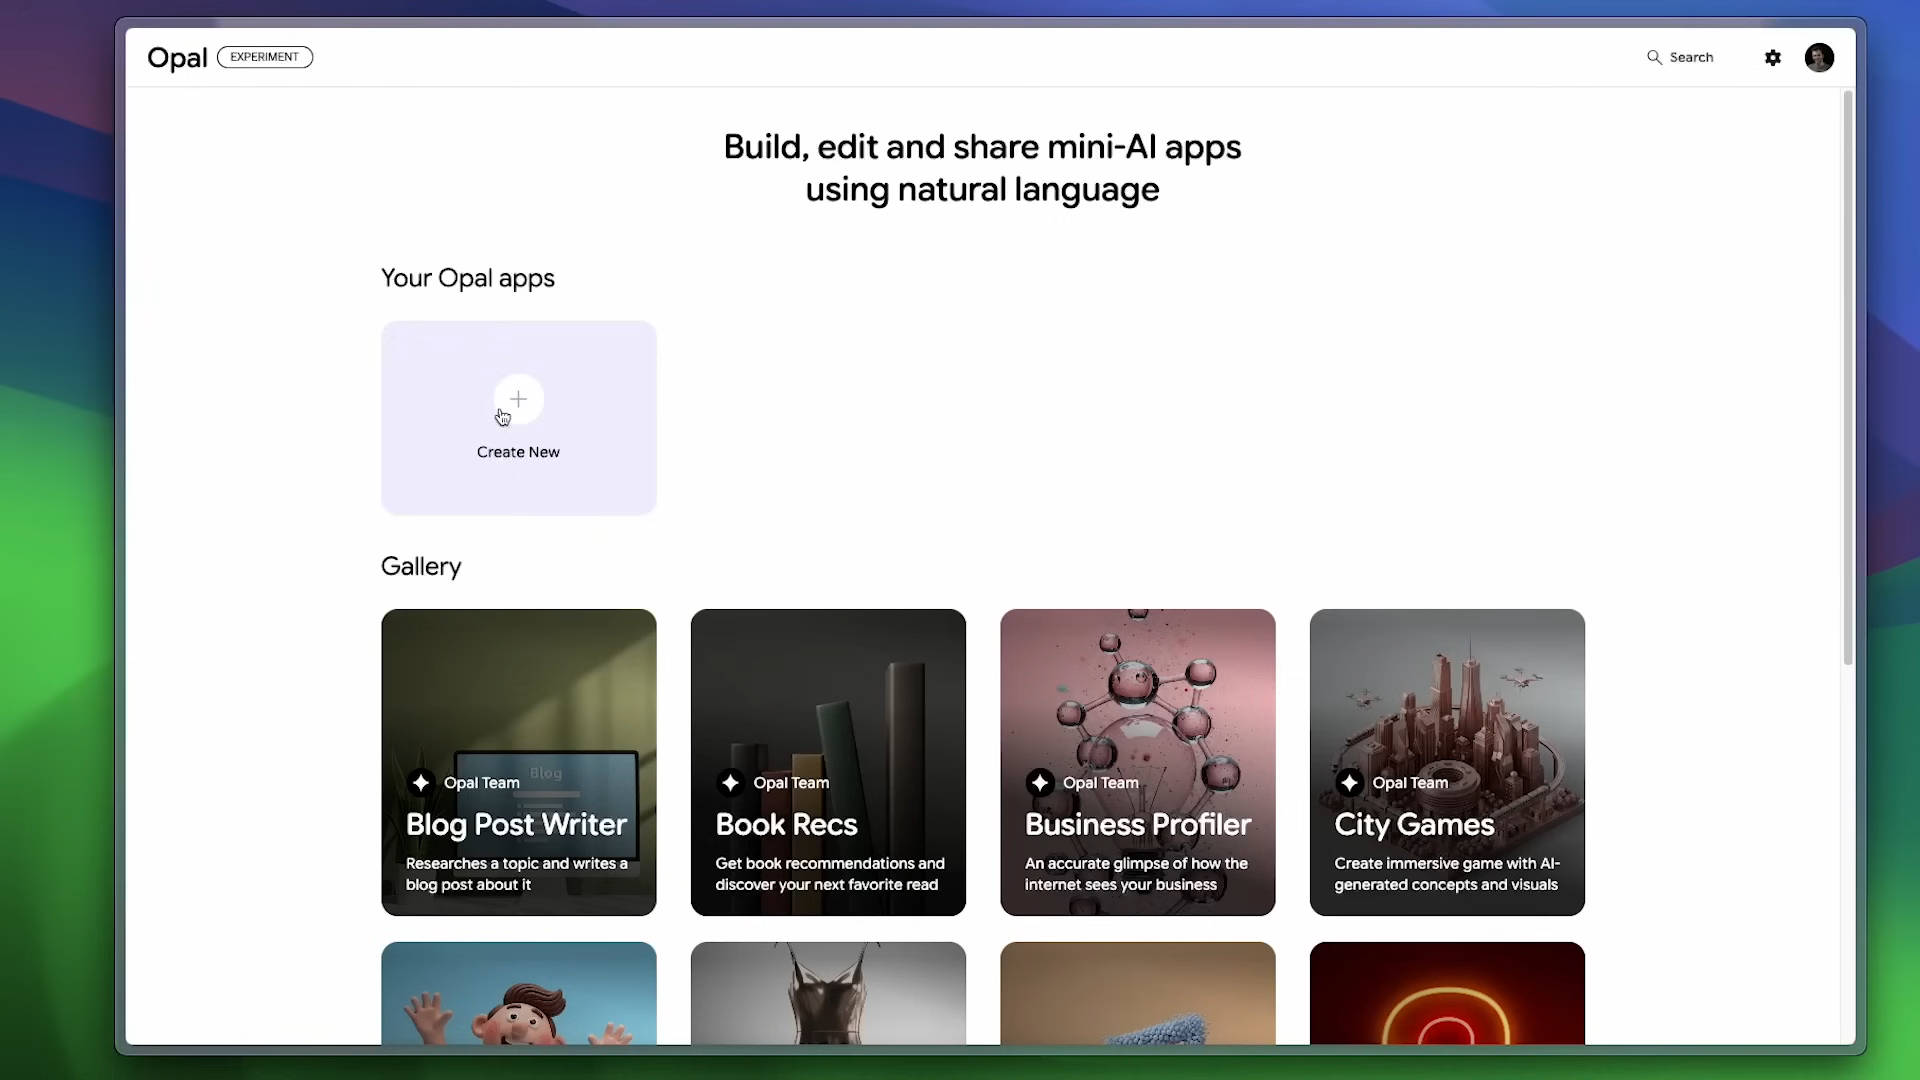 Opal EXPERIMENT
Search
Build, edit and share mini-AI apps
using natural language
Your Opal apps
Create New
Gallery
Blog
Opal Team
Blog Post Writer
Researches a topic and writes a
blog post about it
Opal Team
Book Recs
Get book recommendations and
discover your next favorite read
Opal Team
Business Profiler
An accurate glimpse of how the
internet sees your business
Opal Team
City Games
Create immersive game with AI-
generated concepts and visuals